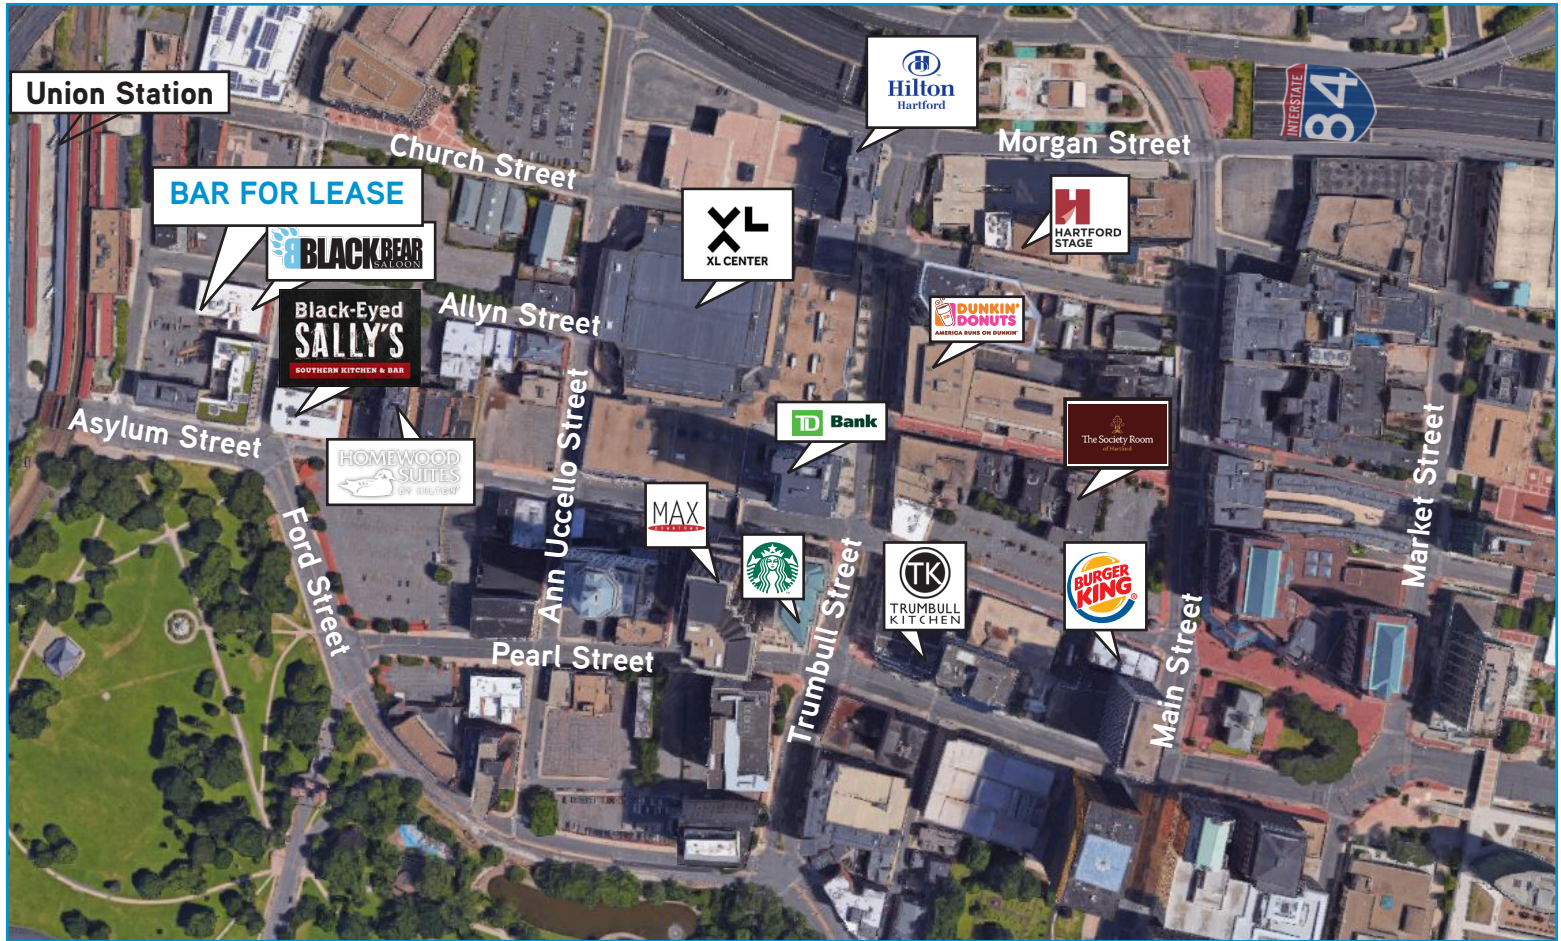 Union Station
Hilton
Hartford
INTERSTATE
84
Morgan Street
Church Street
BAR FOR LEASE
XL
X
XL CENTER
H
HARTFORD
STAGE
BLACKBEAR
SALOON
Black-Eyed
SALLY'S
SOUTHERN KITCHEN & BAR
Allyn Street
DUNKIN'
DONUTS
AMERICA RUNS ON DUNKIN'
Asylum Street
HOMEWOOD
SUITES
BY HILTON
Ann Uccello Street
TD Bank
The Society Room
of Hartford
Market Street
MAX
DOWNTOWN
Ford Street
TK
TRUMBULL
KITCHEN
BURGER
KING®
Trumbull Street
Pearl Street
Main Street